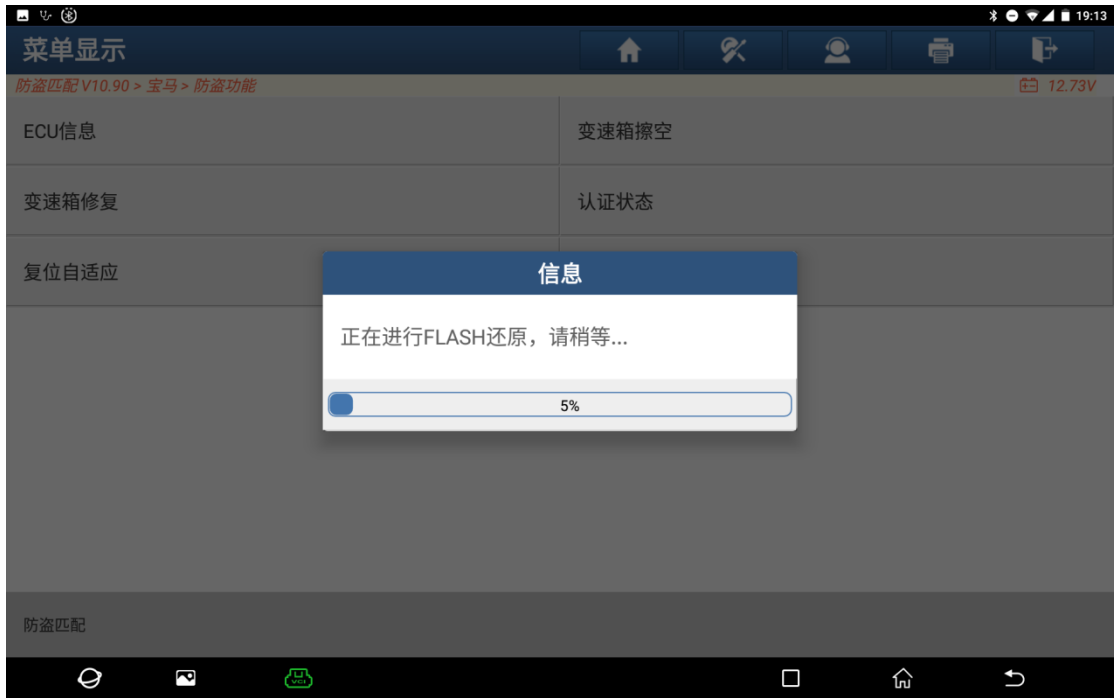 19:13
菜单显示
防盗匹配 V10.90 > 宝马 > 防盗功能
12.73V
ECU信息
变速箱擦空
变速箱修复
认证状态
复位自适应
信息
正在进行FLASH还原，请稍等...
5%
防盗匹配
VCI